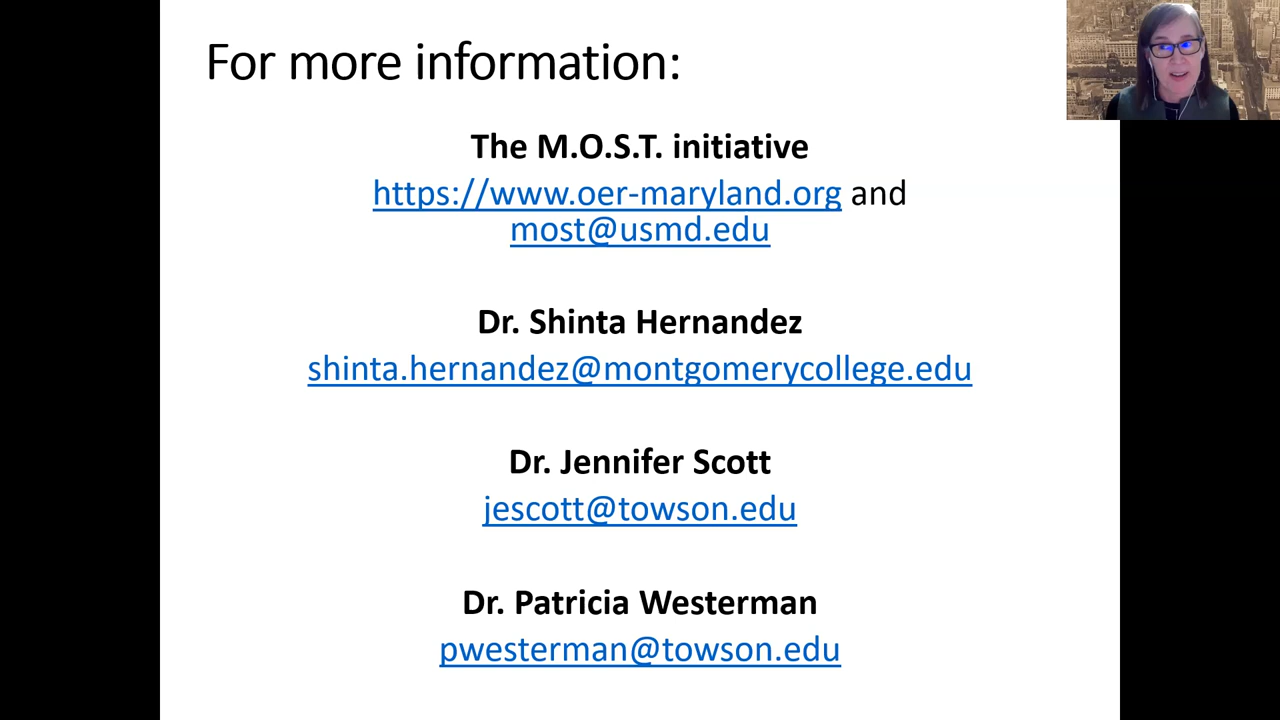 For more information:
The M.O.S.T. initiative
https://www.oer-maryland.org and
most@usmd.edu
Dr. Shinta Hernandez
shinta.hernandez@montgomerycollege.edu
Dr. Jennifer Scott
jescott@towson.edu
Dr. Patricia Westerman
pwesterman@towson.edu